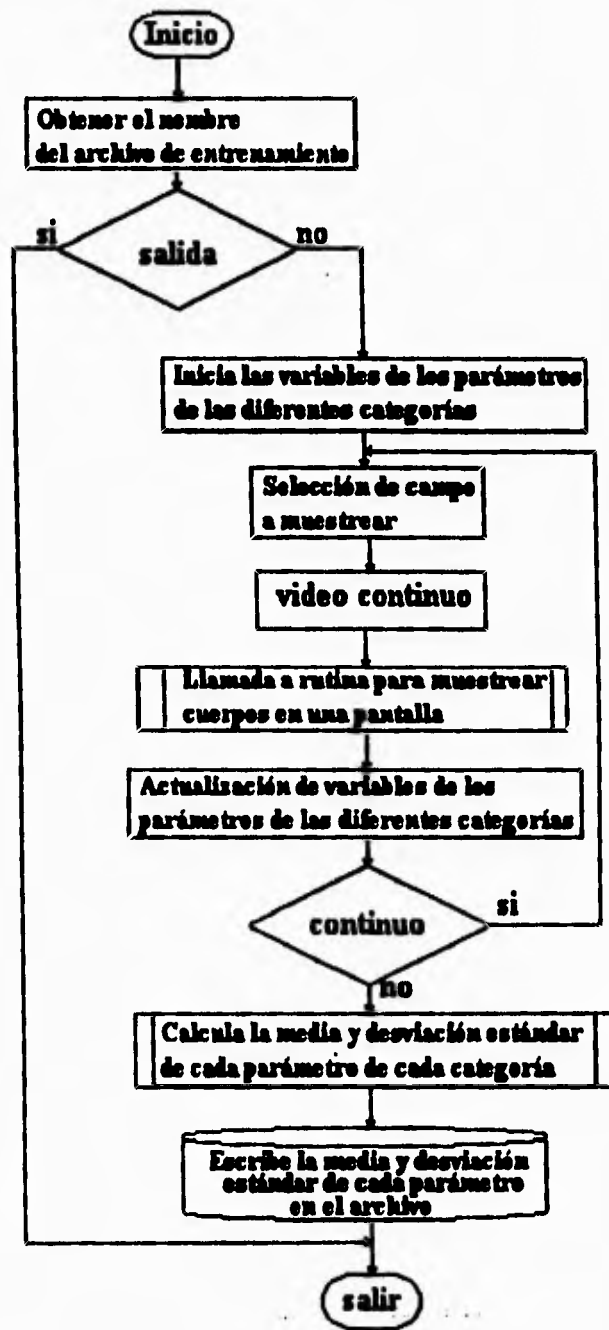 Inicio
Obtener el nombre
del archivo de entrenamiento
si
no
salida
Inicia las variables de los parámetros
de las diferentes categorías
Selección de campo
a muestrear
video continuo
Llamada a rutina para muestrear
cuerpos en una pantalla
Actualización de variables de los
parámetros de las diferentes categorías
continuo
si
no
Calcula la media y desviación estándar
de cada parámetro de cada categoría
Escribe la media y desviación
estándar de cada parámetro
en el archivo
salir